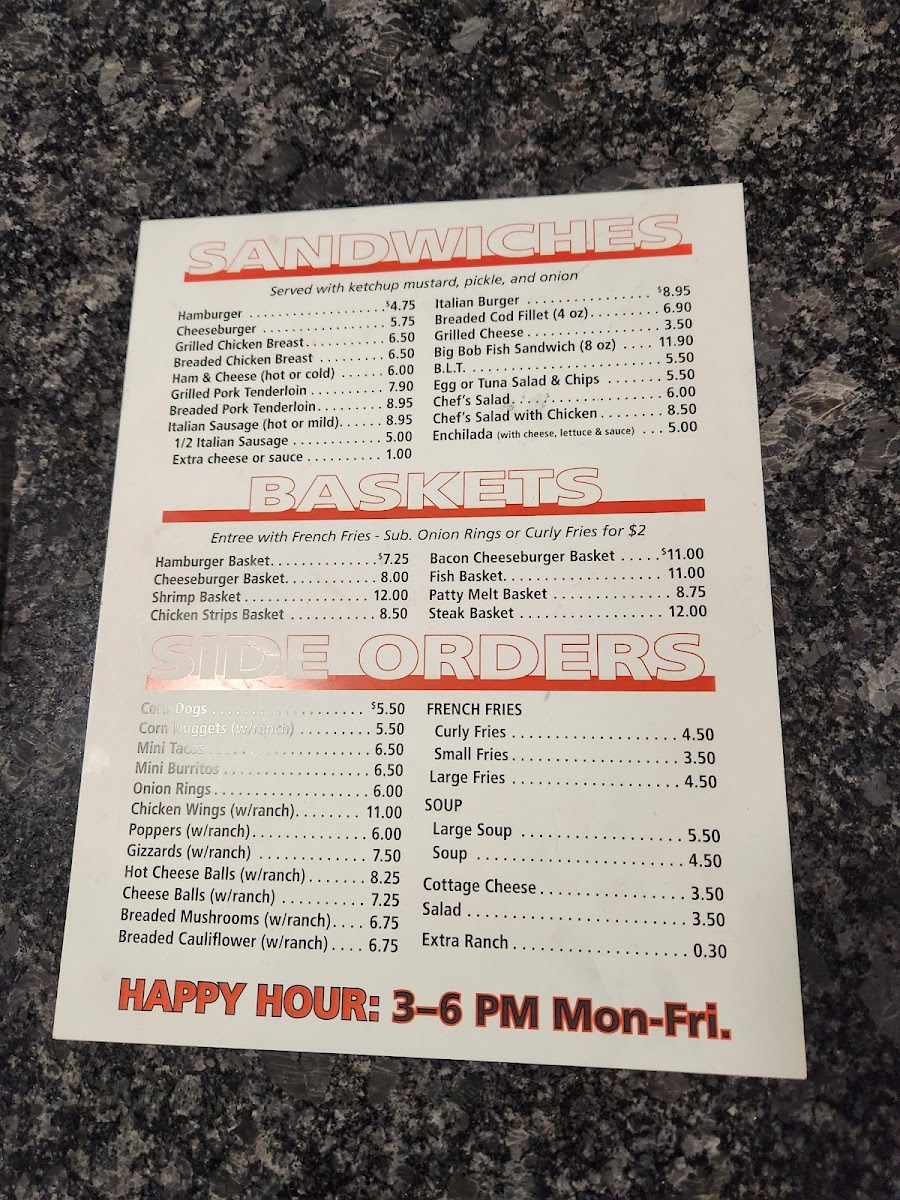 SANDWICHES
Served with ketchup mustard, pickle, and onion
Hamburger . . . . . . . . . . . . . . . . . . . $4.75
Cheeseburger . . . . . . . . . . . . . . . . . . 5.75
Grilled Chicken Breast . . . . . . . . . . . 6.50
Breaded Chicken Breast . . . . . . . . . 6.50
Ham & Cheese (hot or cold) . . . . . . 6.00
Grilled Pork Tenderloin . . . . . . . . . . 7.90
Breaded Pork Tenderloin . . . . . . . . . 8.95
Italian Sausage (hot or mild) . . . . . . 8.95
1/2 Italian Sausage . . . . . . . . . . . . 5.00
Extra cheese or sauce . . . . . . . . . . 1.00
Italian Burger . . . . . . . . . . . . . . . . $8.95
Breaded Cod Fillet (4 oz) . . . . . . . . . 6.90
Grilled Cheese . . . . . . . . . . . . . . . . . 3.50
Big Bob Fish Sandwich (8 oz) . . . . 11.90
B.L.T. . . . . . . . . . . . . . . . . . . . . . . . 5.50
Egg or Tuna Salad & Chips . . . . . . . 5.50
Chef's Salad . . . . . . . . . . . . . . . . . . . 6.00
Chef's Salad with Chicken . . . . . . . . 8.50
Enchilada (with cheese, lettuce & sauce) . . . 5.00
BASKETS
Entree with French Fries - Sub. Onion Rings or Curly Fries for $2
Hamburger Basket . . . . . . . . . . . . . . $7.25
Cheeseburger Basket . . . . . . . . . . . . 8.00
Shrimp Basket . . . . . . . . . . . . . . . . 12.00
Chicken Strips Basket . . . . . . . . . . . . 8.50
Bacon Cheeseburger Basket . . . . . $11.00
Fish Basket . . . . . . . . . . . . . . . . . . . . 11.00
Patty Melt Basket . . . . . . . . . . . . . . 8.75
Steak Basket . . . . . . . . . . . . . . . . . . 12.00
SIDE ORDERS
Corn Dogs . . . . . . . . . . . . . . . . . . . $5.50
Corn Nuggets (w/ranch) . . . . . . . . . 5.50
Mini Tacos . . . . . . . . . . . . . . . . . . . . 6.50
Mini Burritos . . . . . . . . . . . . . . . . . . 6.50
Onion Rings . . . . . . . . . . . . . . . . . . . 6.00
Chicken Wings (w/ranch) . . . . . . . . 11.00
Poppers (w/ranch) . . . . . . . . . . . . . . 6.00
Gizzards (w/ranch) . . . . . . . . . . . . . 7.50
Hot Cheese Balls (w/ranch) . . . . . . . 8.25
Cheese Balls (w/ranch) . . . . . . . . . . 7.25
Breaded Mushrooms (w/ranch) . . . . 6.75
Breaded Cauliflower (w/ranch) . . . . 6.75
FRENCH FRIES
Curly Fries . . . . . . . . . . . . . . . . . . . . 4.50
Small Fries . . . . . . . . . . . . . . . . . . . . 3.50
Large Fries . . . . . . . . . . . . . . . . . . . . 4.50
SOUP
Large Soup . . . . . . . . . . . . . . . . . . . 5.50
Soup . . . . . . . . . . . . . . . . . . . . . . . . 4.50
Cottage Cheese . . . . . . . . . . . . . . . . . 3.50
Salad . . . . . . . . . . . . . . . . . . . . . . . . . 3.50
Extra Ranch . . . . . . . . . . . . . . . . . . . . 0.30
HAPPY HOUR: 3–6 PM Mon-Fri.